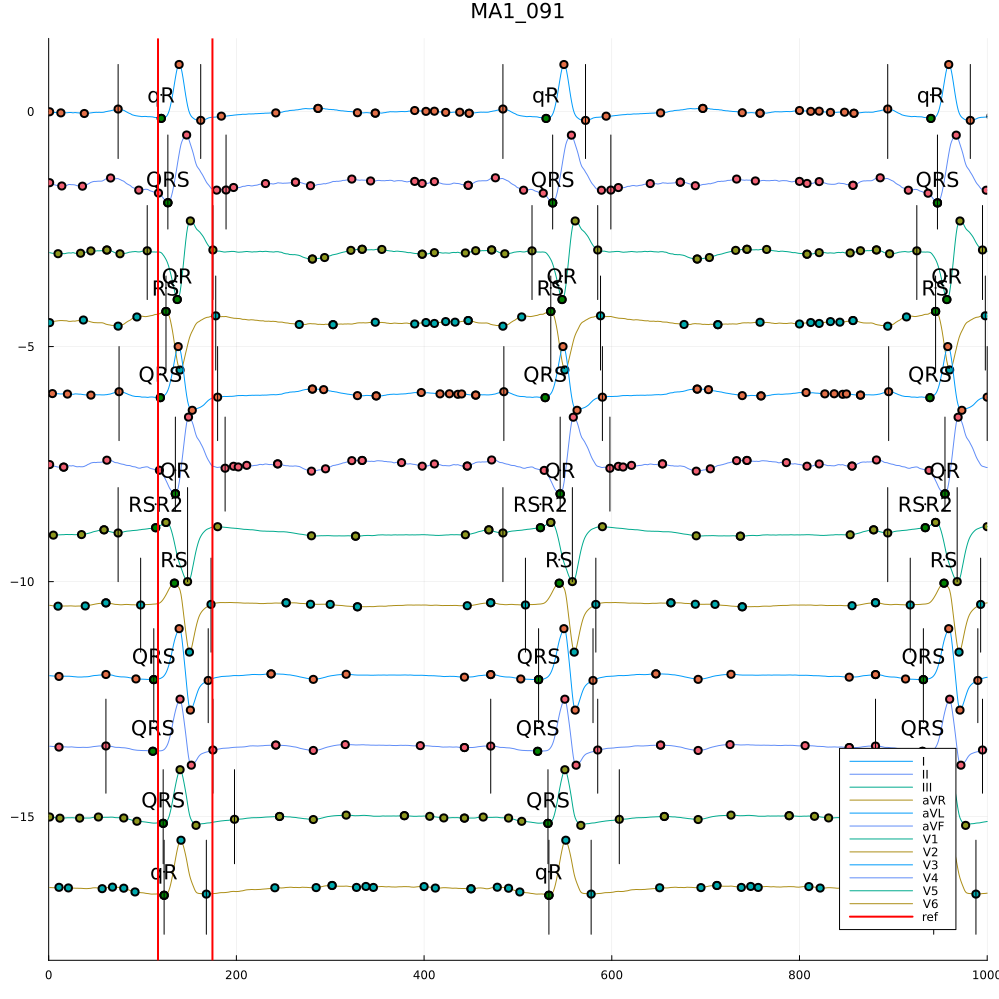 MA1_091
0
−5
−10
−15
qR qR qR
QRS QRS QRS
QR QR QR
RS RS RS
QRS QRS QRS
QR QR QR
RSR2 RSR2 RSR2
RS RS RS
QRS QRS QRS
QRS QRS QRS
QRS QRS
qR qR
I
II
III
aVR
aVL
aVF
V1
V2
V3
V4
V5
V6
ref
0 200 400 600 800 1000